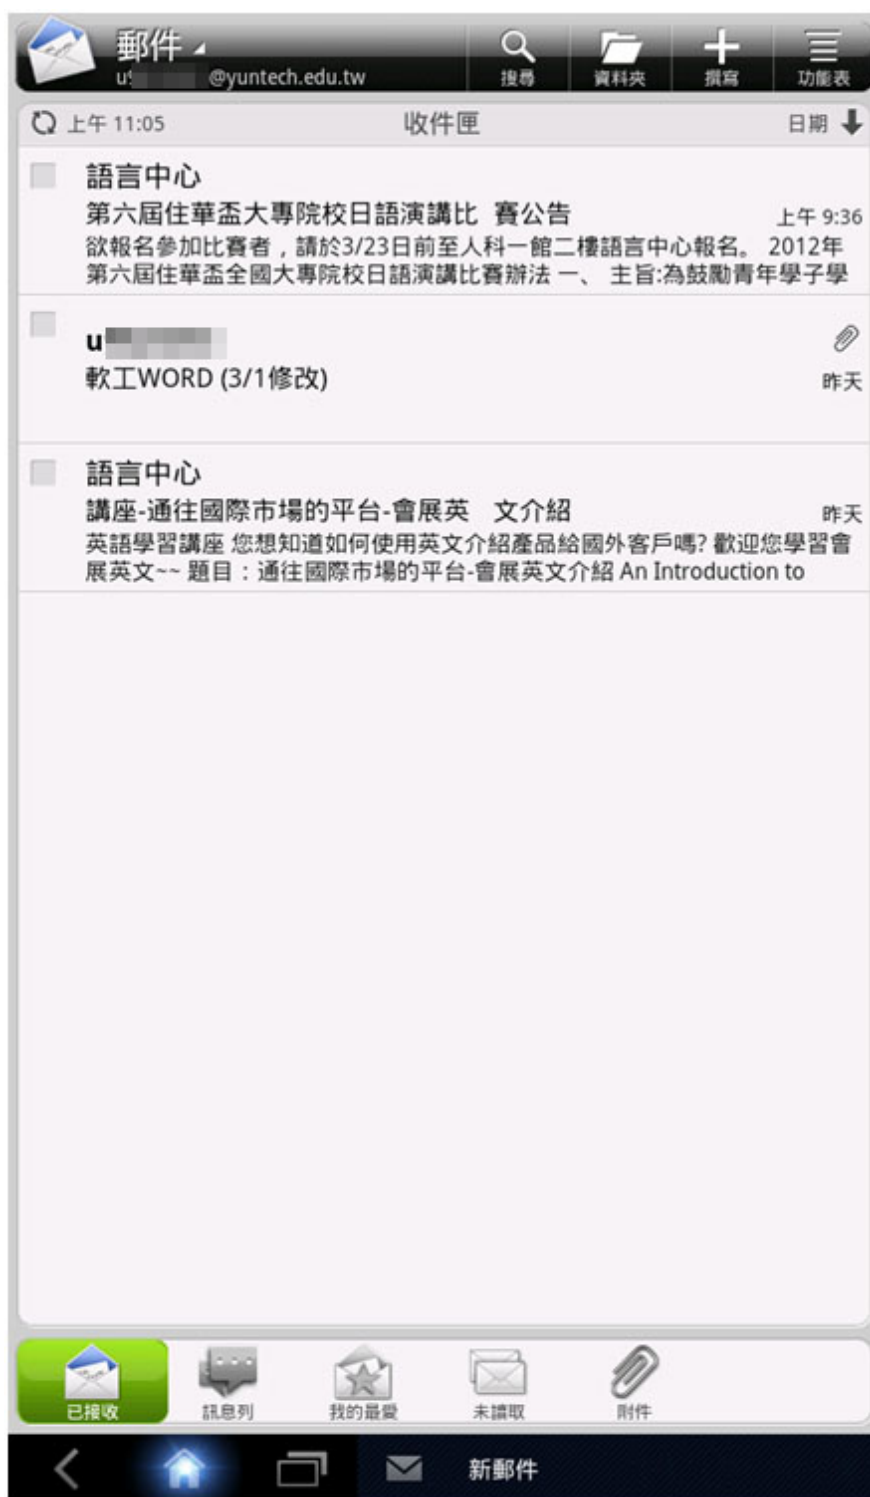 郵件
@yuntech.edu.tw
搜尋
資料夾
撰寫
功能表
上午 11:05
收件匣
日期
語言中心
第六屆住華盃大專院校日語演講比 賽公告
上午 9:36
欲報名參加比賽者，請於3/23日前至人科一館二樓語言中心報名。 2012年
第六屆住華盃全國大專院校日語演講比賽辦法 一、 主旨:為鼓勵青年學子學
u
軟工WORD (3/1修改)
昨天
語言中心
講座-通往國際市場的平台-會展英 文介紹
昨天
英語學習講座 您想知道如何使用英文介紹產品給國外客戶嗎? 歡迎您學習會
展英文~~ 題目：通往國際市場的平台-會展英文介紹 An Introduction to
已接收
訊息列
我的最愛
未讀取
附件
新郵件